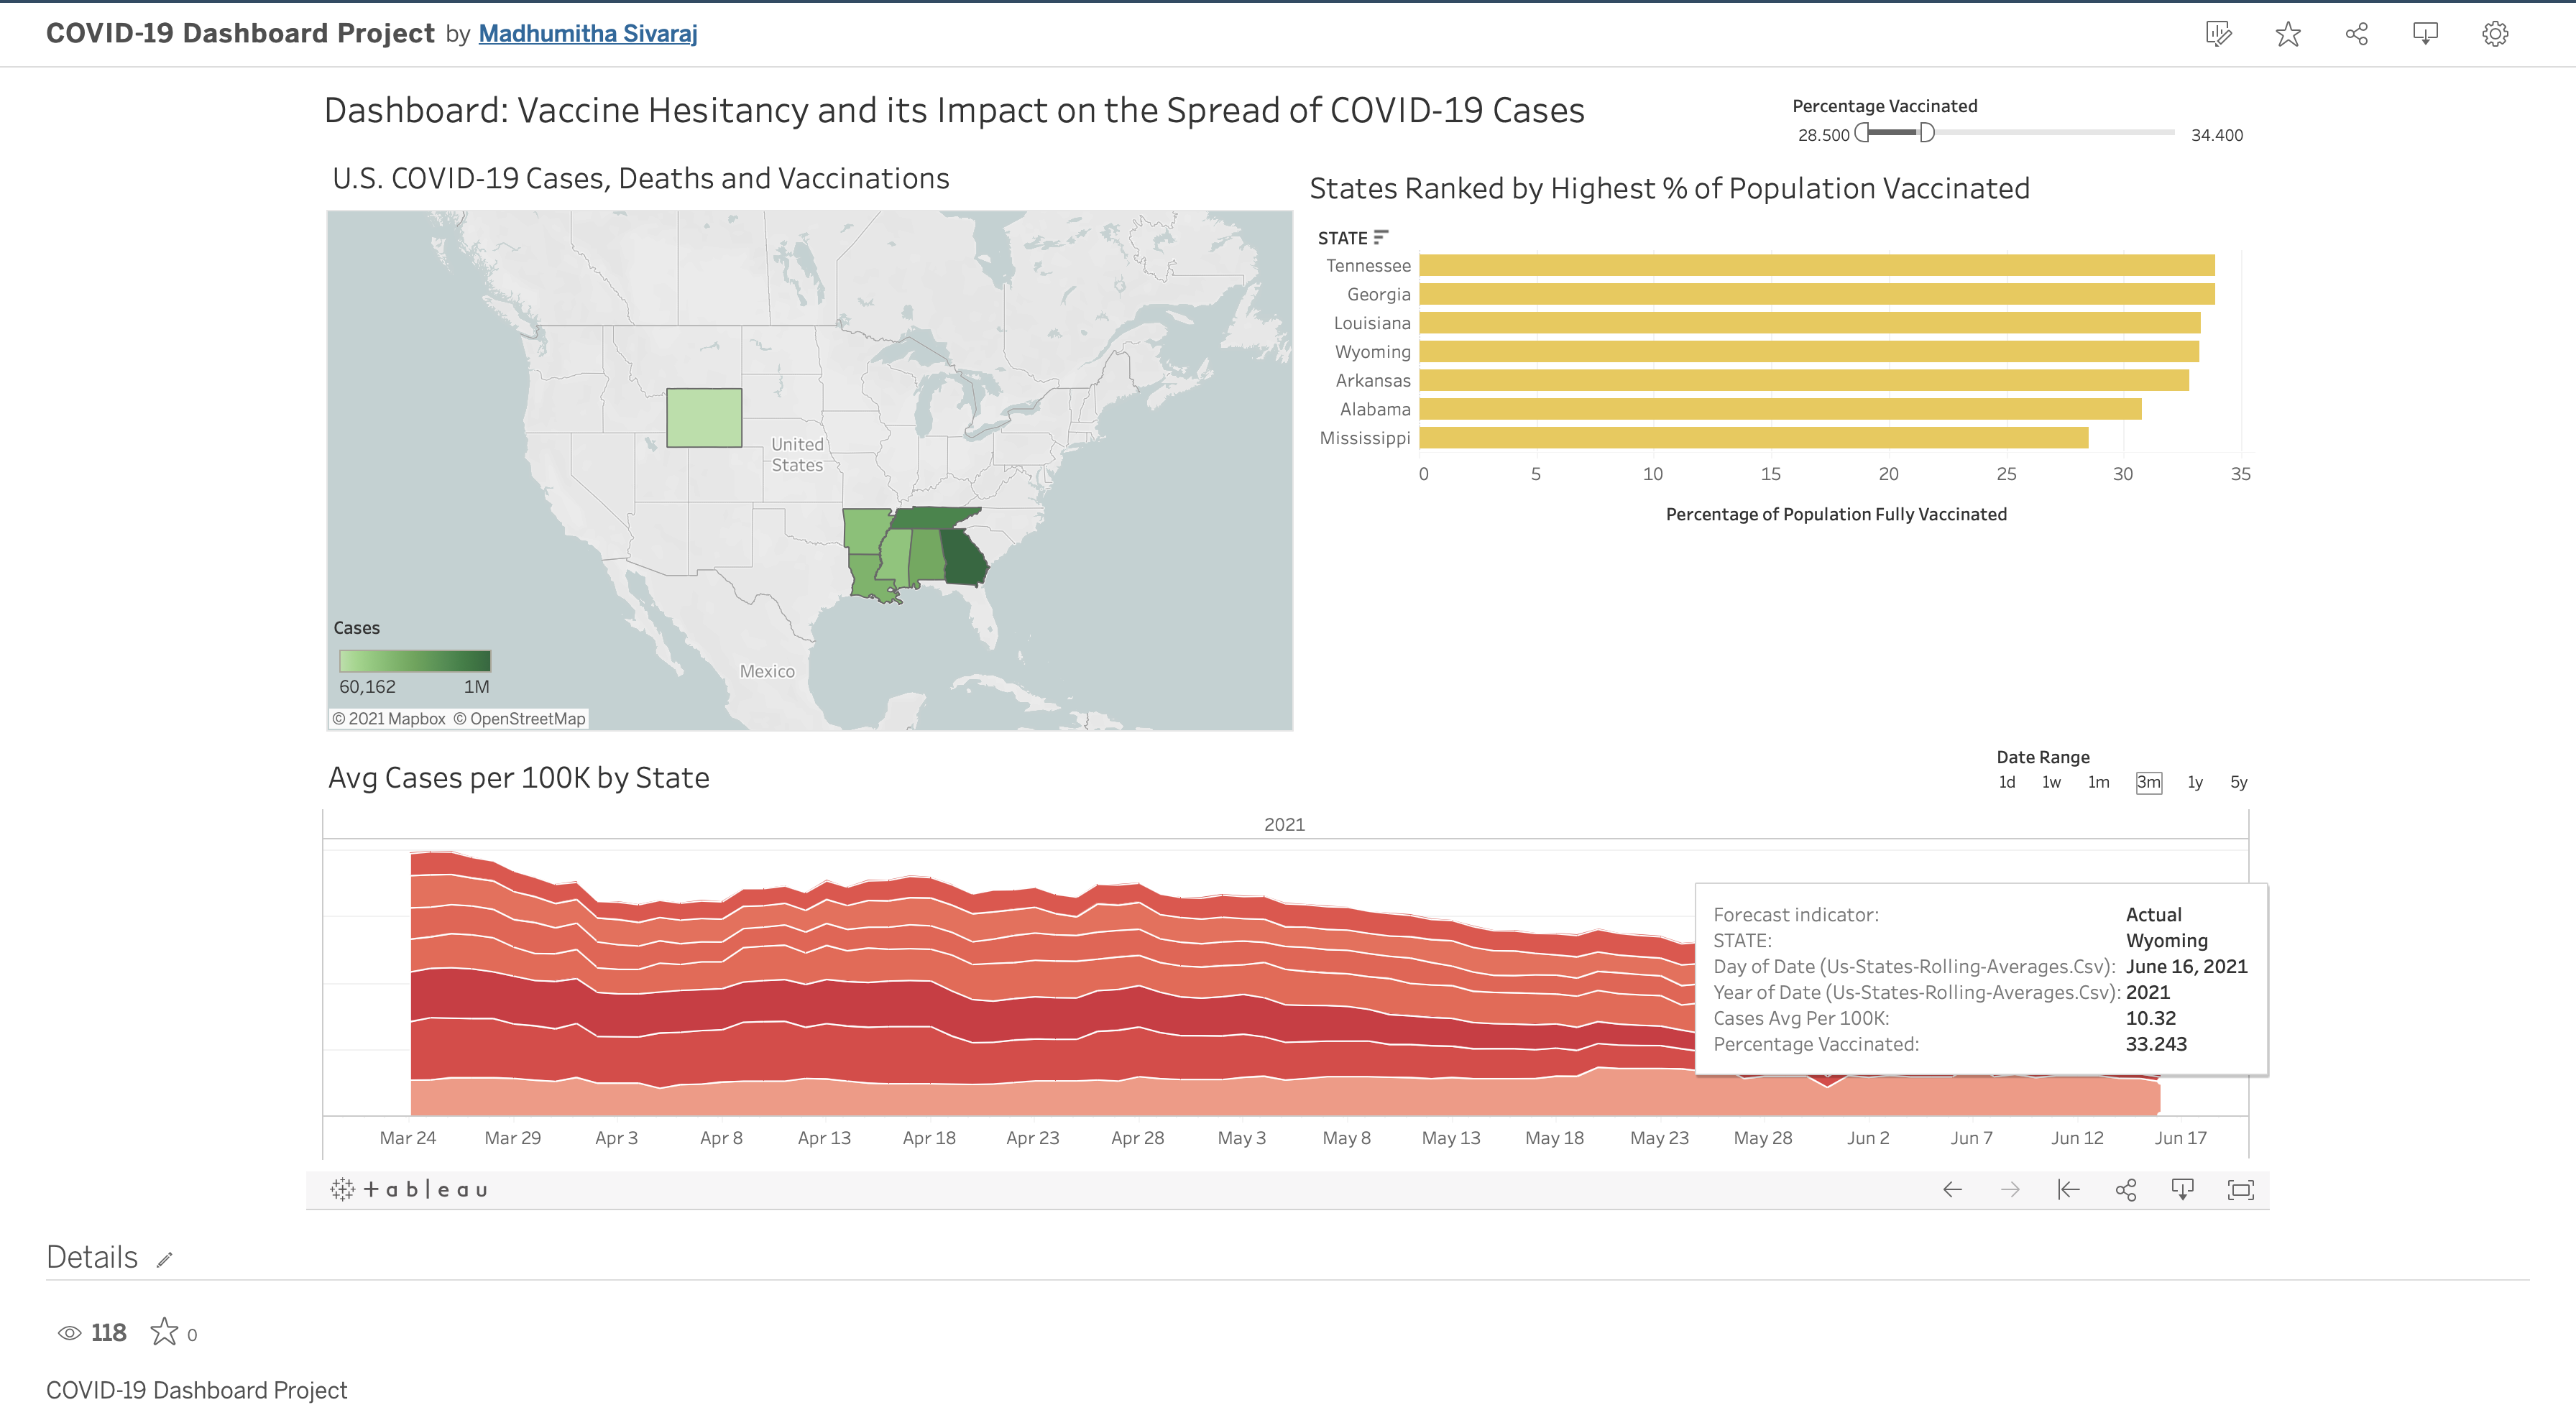 COVID-19 Dashboard Project by Madhumitha Sivaraj
Dashboard: Vaccine Hesitancy and its Impact on the Spread of COVID-19 Cases
Percentage Vaccinated
28.500 34.400
U.S. COVID-19 Cases, Deaths and Vaccinations
United
States
Mexico
Cases
60,162 1M
© 2021 Mapbox © OpenStreetMap
States Ranked by Highest % of Population Vaccinated
STATE
Tennessee
Georgia
Louisiana
Wyoming
Arkansas
Alabama
Mississippi
0 5 10 15 20 25 30 35
Percentage of Population Fully Vaccinated
Avg Cases per 100K by State
Date Range
1d 1w 1m 3m 1y 5y
2021
Forecast indicator: Actual
STATE: Wyoming
Day of Date (Us-States-Rolling-Averages.Csv): June 16, 2021
Year of Date (Us-States-Rolling-Averages.Csv): 2021
Cases Avg Per 100K: 10.32
Percentage Vaccinated: 33.243
Mar 24 Mar 29 Apr 3 Apr 8 Apr 13 Apr 18 Apr 23 Apr 28 May 3 May 8 May 13 May 18 May 23 May 28 Jun 2 Jun 7 Jun 12 Jun 17
+ableau
Details
118 0
COVID-19 Dashboard Project